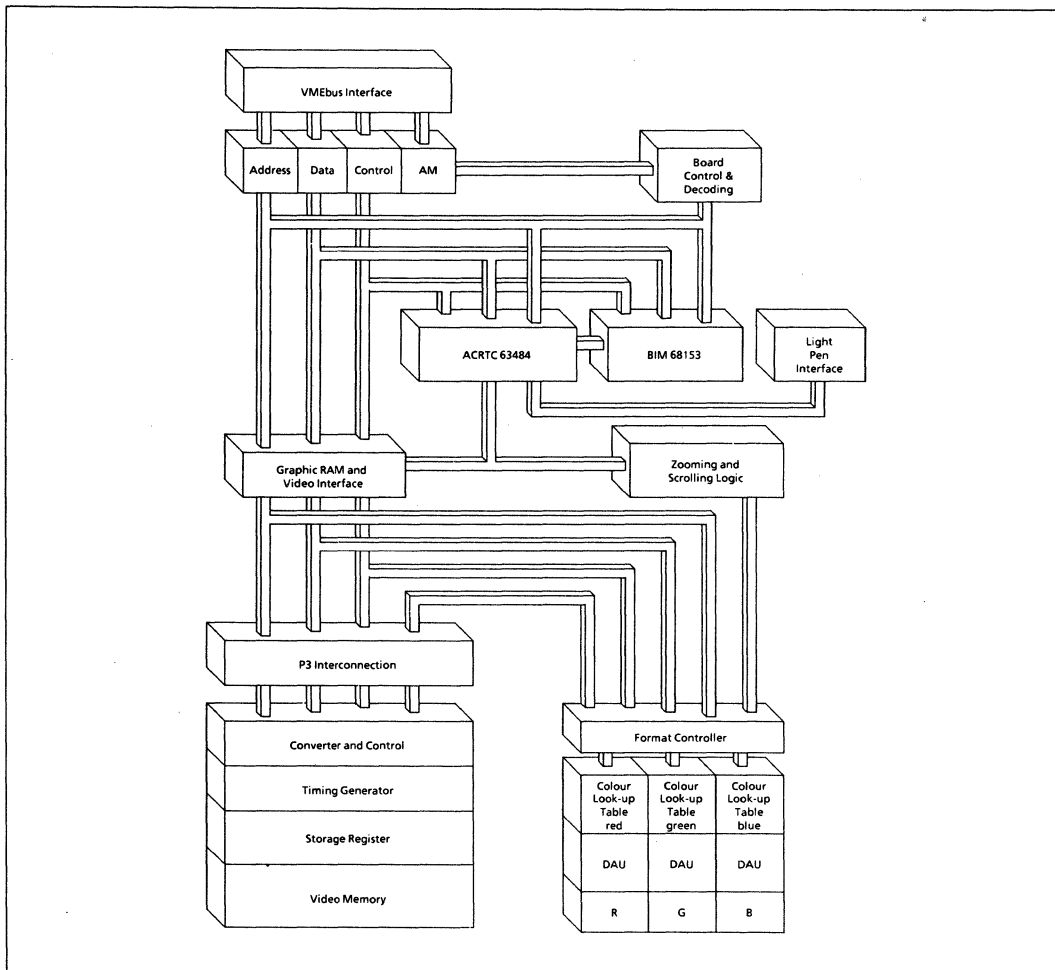 VMEbus Interface
Address
Data
Control
AM
Board
Control &
Decoding
ACRTC 63484
BIM 68153
Light
Pen
Interface
Graphic RAM and
Video Interface
Zooming and
Scrolling Logic
P3 Interconnection
Converter and Control
Timing Generator
Storage Register
Video Memory
Format Controller
Colour
Look-up
Table
red
Colour
Look-up
Table
green
Colour
Look-up
Table
blue
DAU
DAU
DAU
R
G
B